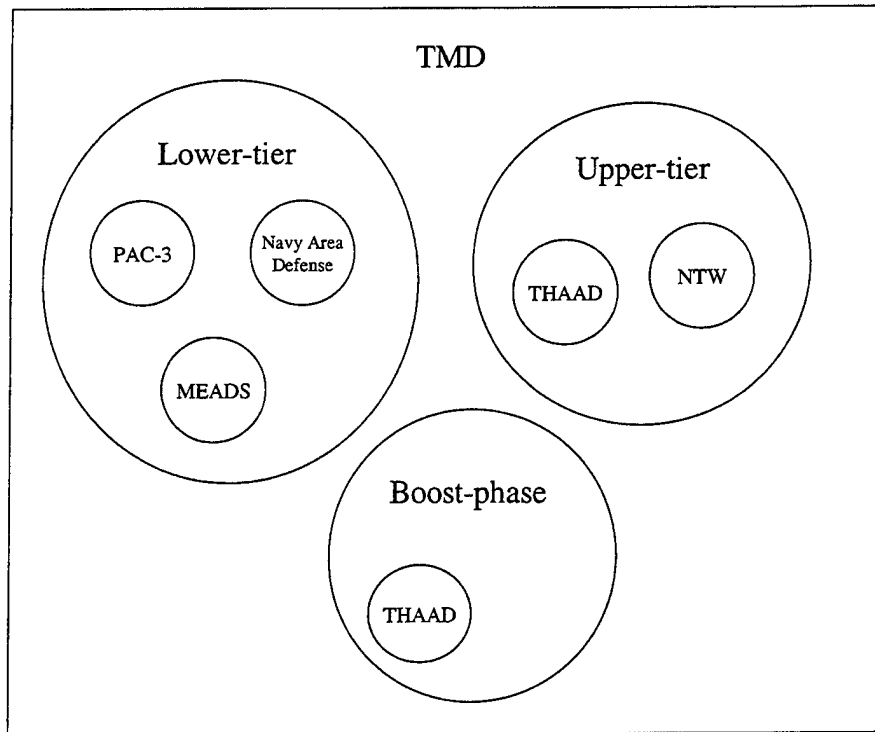 TMD
Lower-tier
PAC-3
Navy Area
Defense
MEADS
Upper-tier
THAAD
NTW
Boost-phase
THAAD